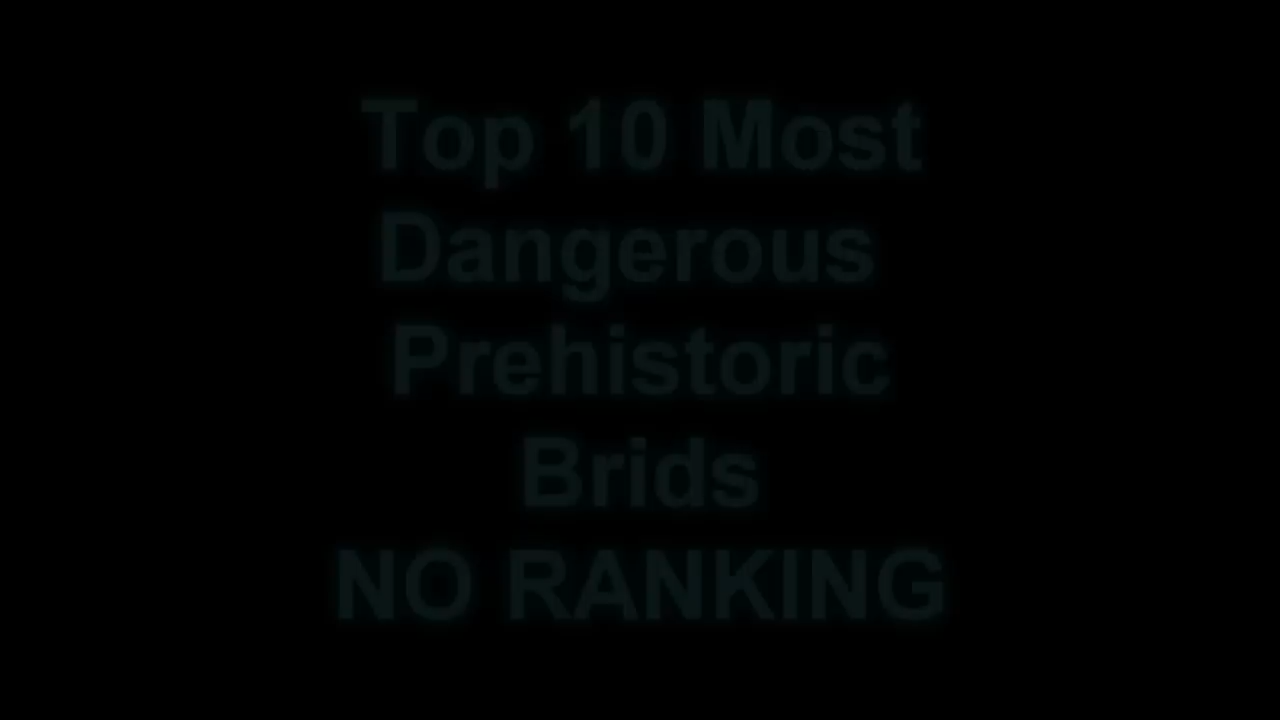 Top 10 Most
Dangerous
Prehistoric
Brids
NO RANKING